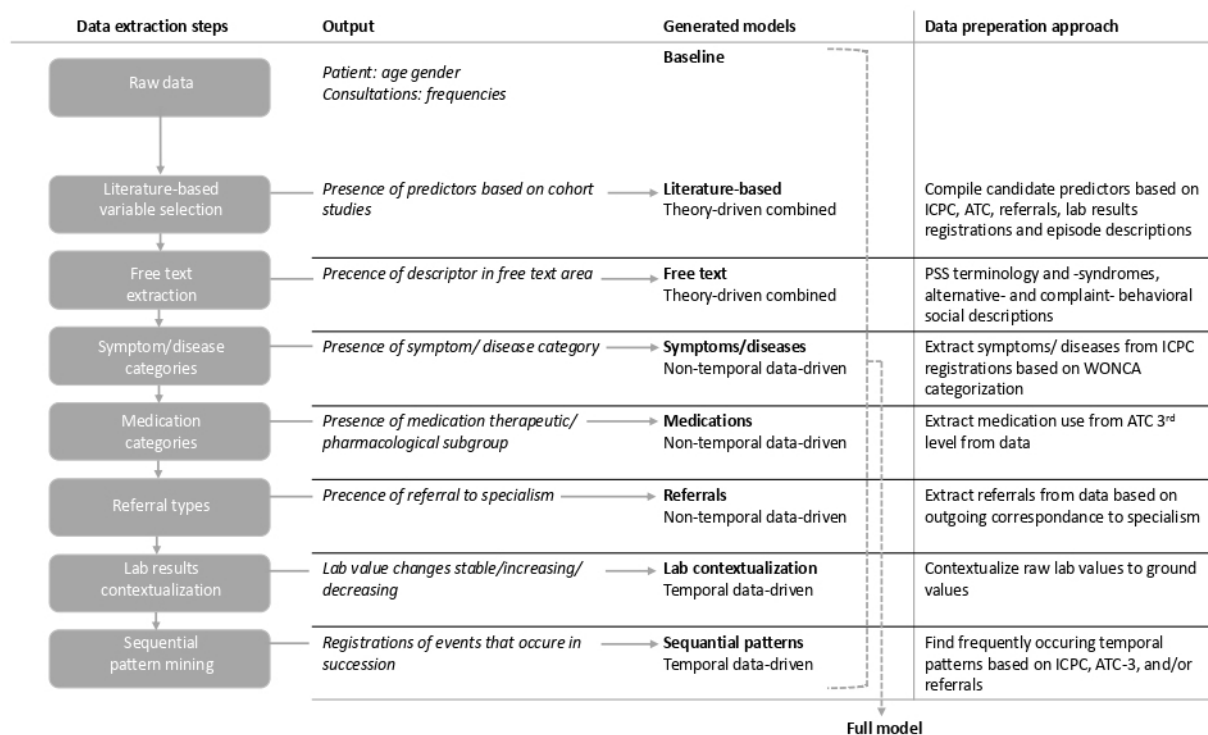 Data extraction steps
Output
Generated models
Data preperation approach
Raw data
Patient: age gender
Consultations: frequencies
Baseline
Literature-based
variable selection
Presence of predictors based on cohort
studies
Literature-based
Theory-driven combined
Compile candidate predictors based on
ICPC, ATC, referrals, lab results
registrations and episode descriptions
Free text
extraction
Precence of descriptor in free text area
Free text
Theory-driven combined
PSS terminology and -syndromes,
alternative- and complaint- behavioral
social descriptions
Symptom/disease
categories
Presence of symptom/ disease category
Symptoms/diseases
Non-temporal data-driven
Extract symptoms/ diseases from ICPC
registrations based on WONCA
categorization
Medication
categories
Presence of medication therapeutic/
pharmacological subgroup
Medications
Non-temporal data-driven
Extract medication use from ATC 3rd
level from data
Referral types
Precence of referral to specialism
Referrals
Non-temporal data-driven
Extract referrals from data based on
outgoing correspondance to specialism
Lab results
contextualization
Lab value changes stable/increasing/
decreasing
Lab contextualization
Temporal data-driven
Contextualize raw lab values to ground
values
Sequential
pattern mining
Registrations of events that occure in
succession
Sequantial patterns
Temporal data-driven
Find frequently occuring temporal
patterns based on ICPC, ATC-3, and/or
referrals
Full model